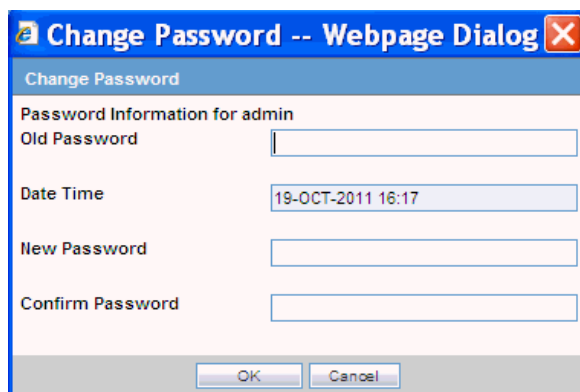 Change Password -- Webpage Dialog
Change Password
Password Information for admin
Old Password
Date Time 19-OCT-2011 16:17
New Password
Confirm Password
OK Cancel